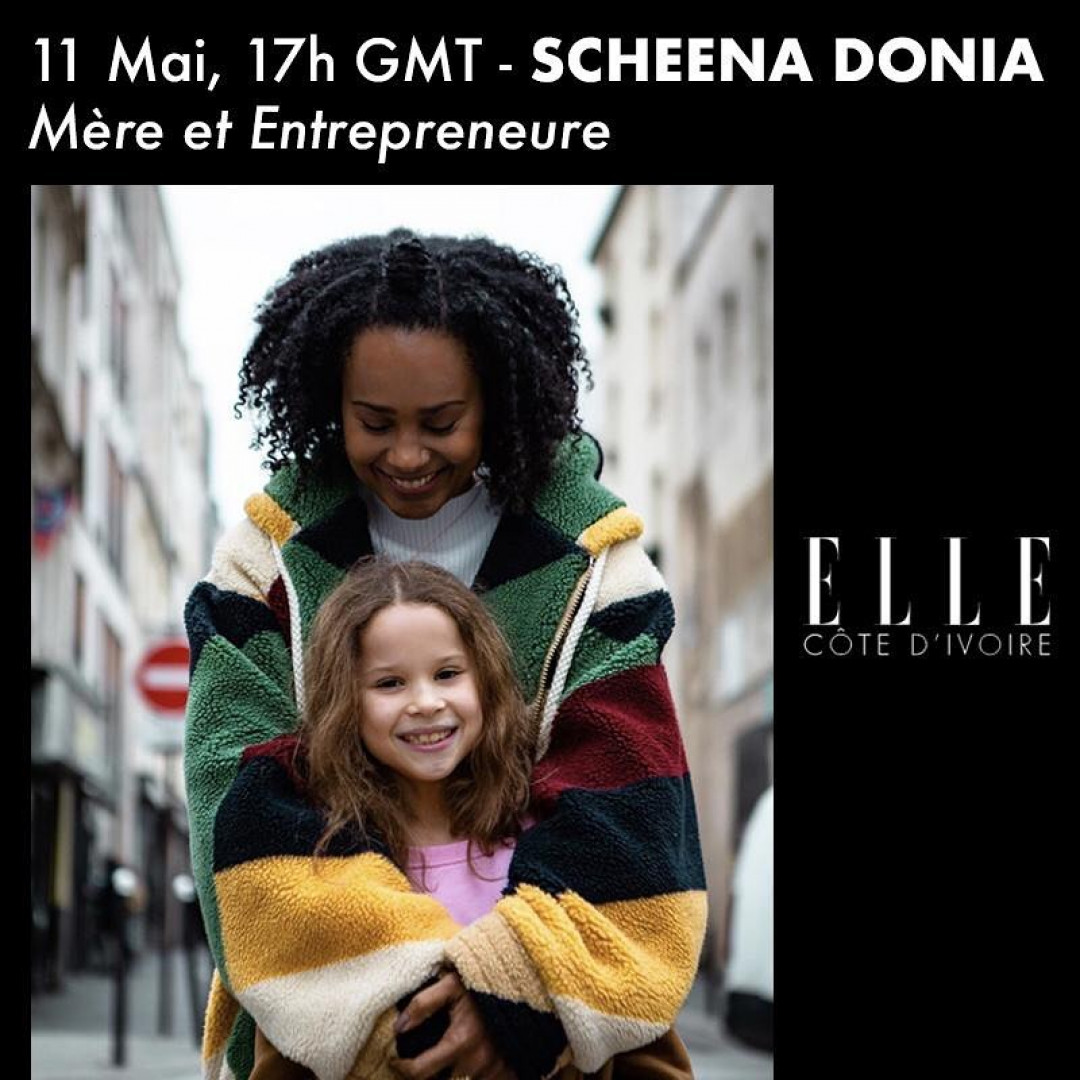 11 Mai, 17h GMT - SCHEENA DONIA
Mère et Entrepreneure
ELLE
CÔTE D'IVOIRE